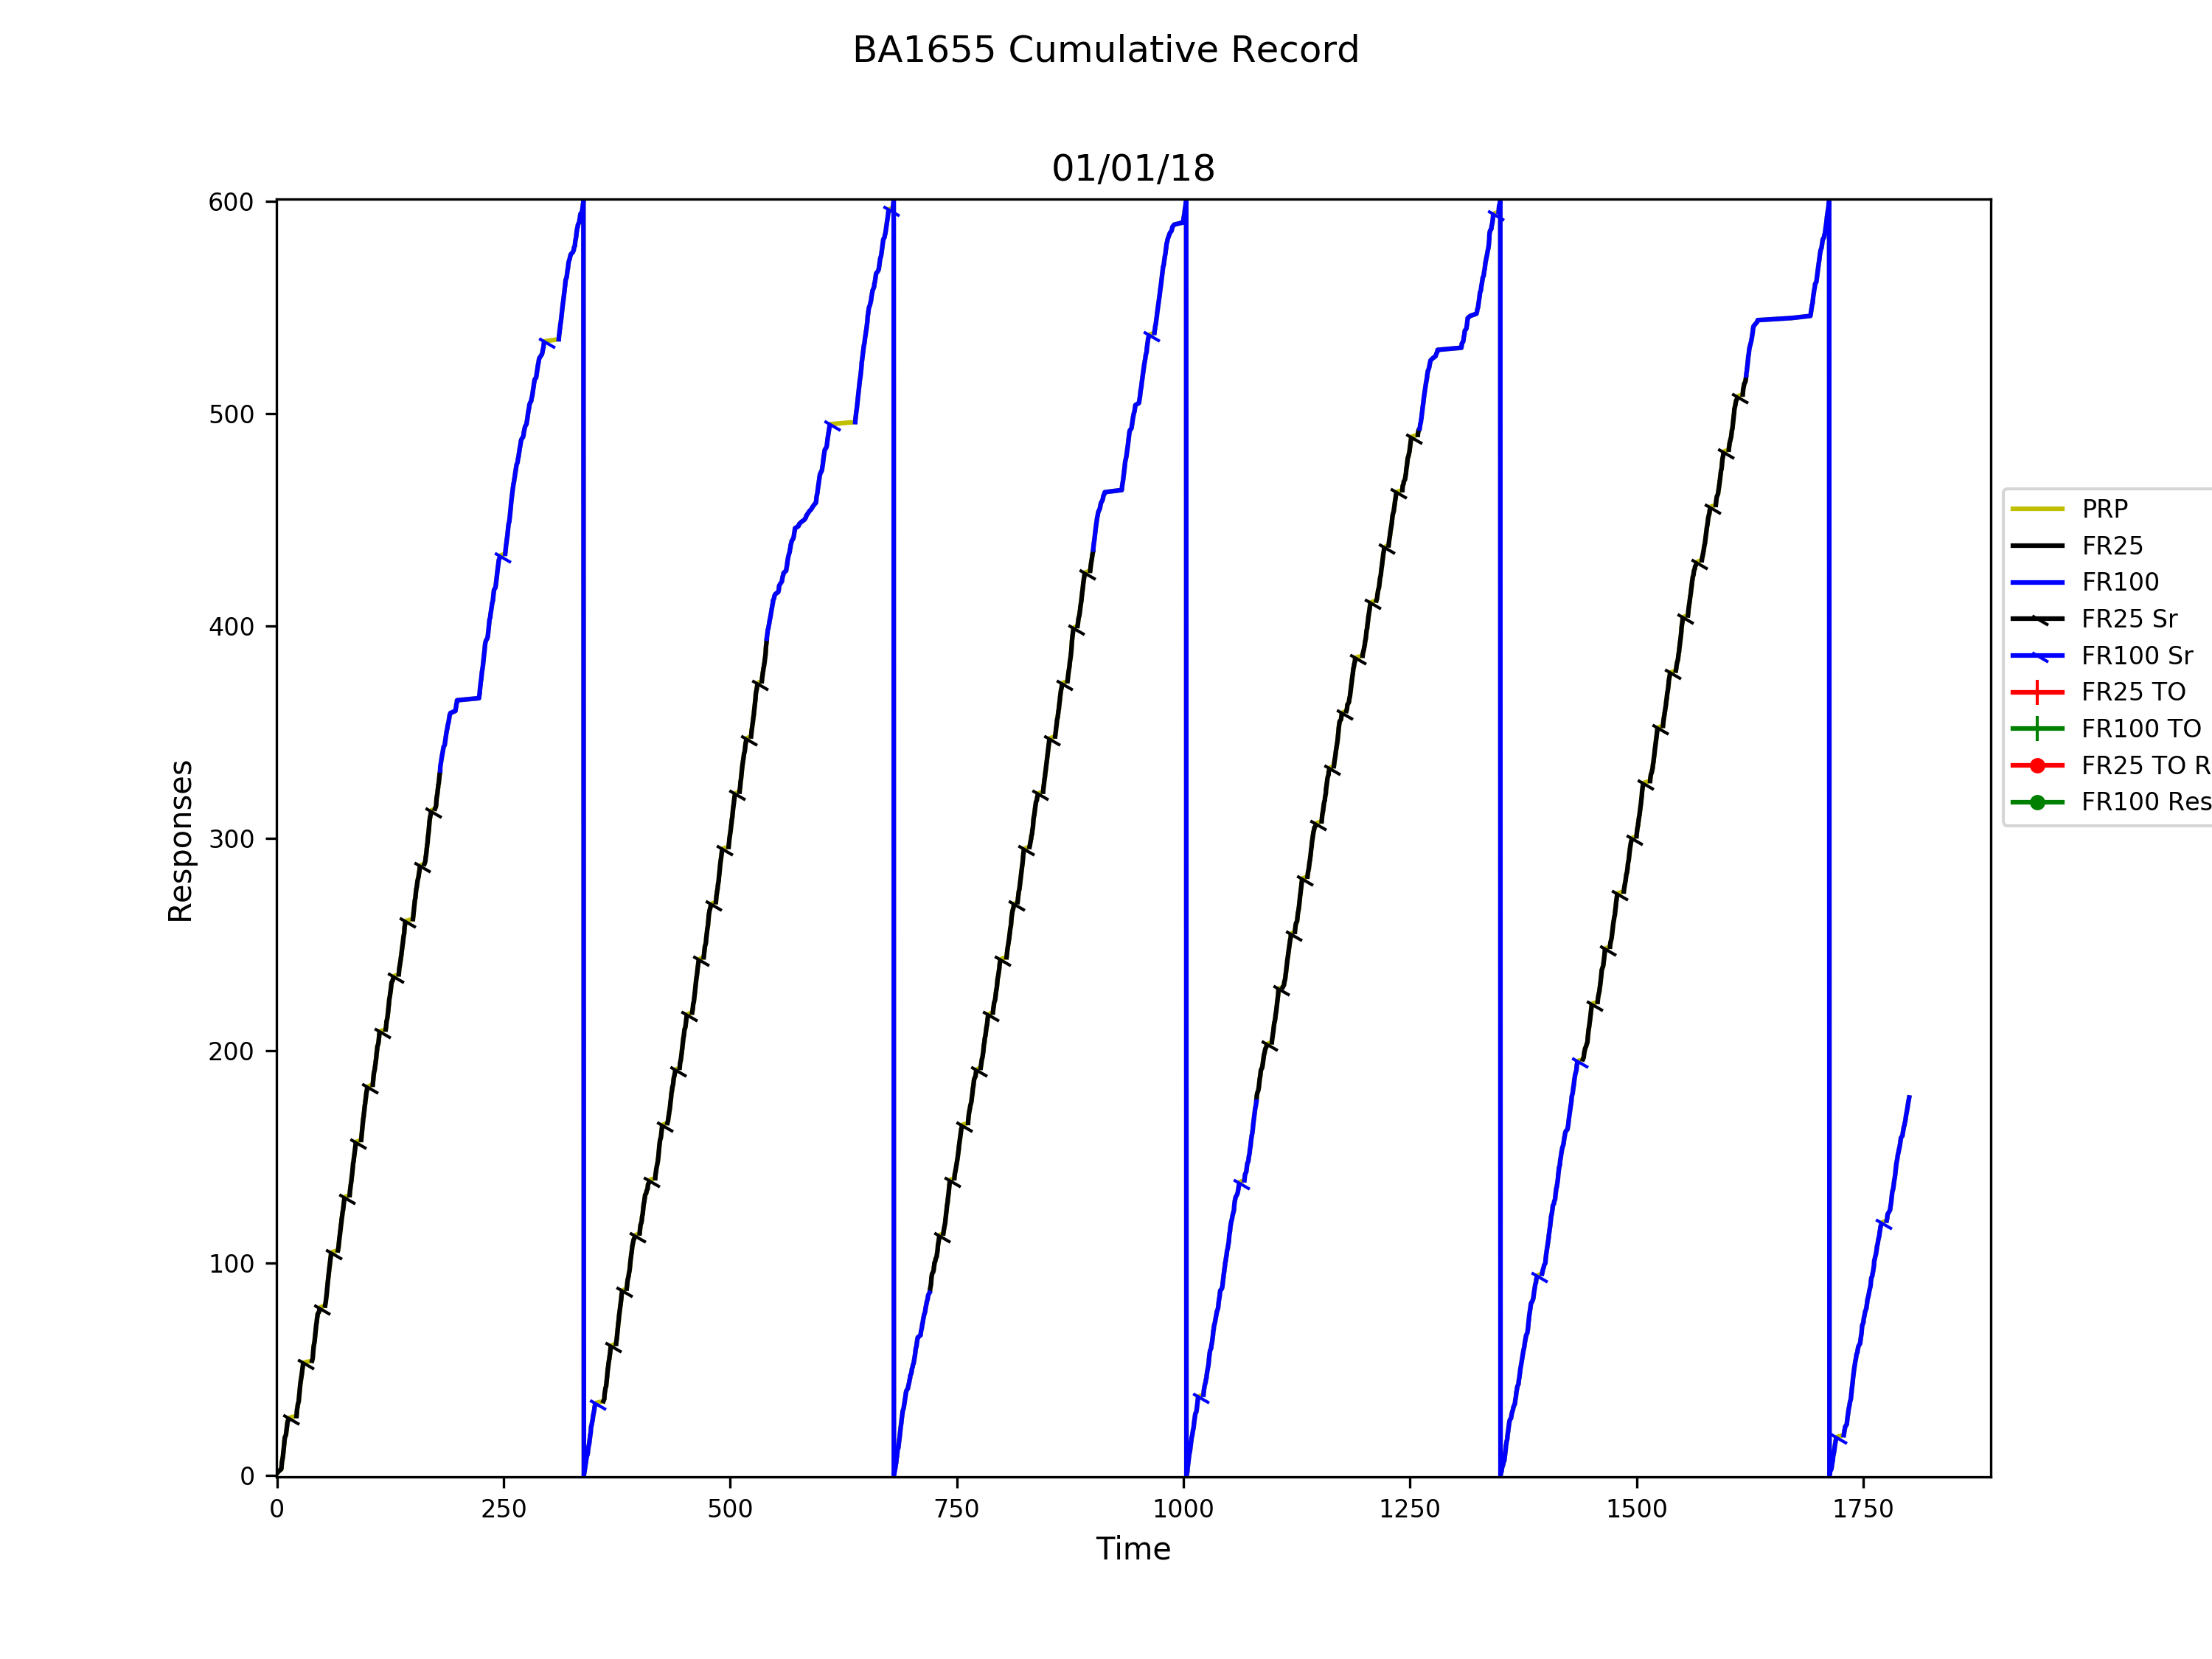 BA1655 Cumulative Record
01/01/18
600
500
400
300
200
100
0
Responses
0 250 500 750 1000 1250 1500 1750
Time
PRP
FR25
FR100
FR25 Sr
FR100 Sr
FR25 TO
FR100 TO
FR25 TO R
FR100 Res